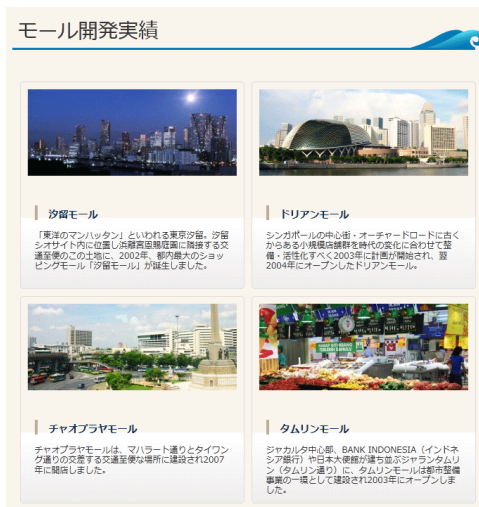 モール開発実績
汐留モール
「東洋のマンハッタン」といわれる東京汐留。汐留
シオサイト内に位置し浜離宮恩賜庭園に隣接する交
通至便のこの土地に、2002年、都内最大のショッ
ピングモール「汐留モール」が誕生しました。
ドリアンモール
シンガポールの中心街・オーチャードロードに古く
からある小規模店舗群を時代の変化に合わせて整
備・活性化すべく2003年に計画が開始され、翌
2004年にオープンしたドリアンモール。
チャオプラヤモール
チャオプラヤモールは、マハラート通りとタイワン
グ通りの交差する交通至便な場所に建設され2007
年に開店しました。
タムリンモール
ジャカルタ中心部、BANK INDONESIA（インドネ
シア銀行）や日本大使館が建ち並ぶジャランタムリ
ン（タムリン通り）に、タムリンモールは都市整備
事業の一環として建設され2003年にオープンしま
した。